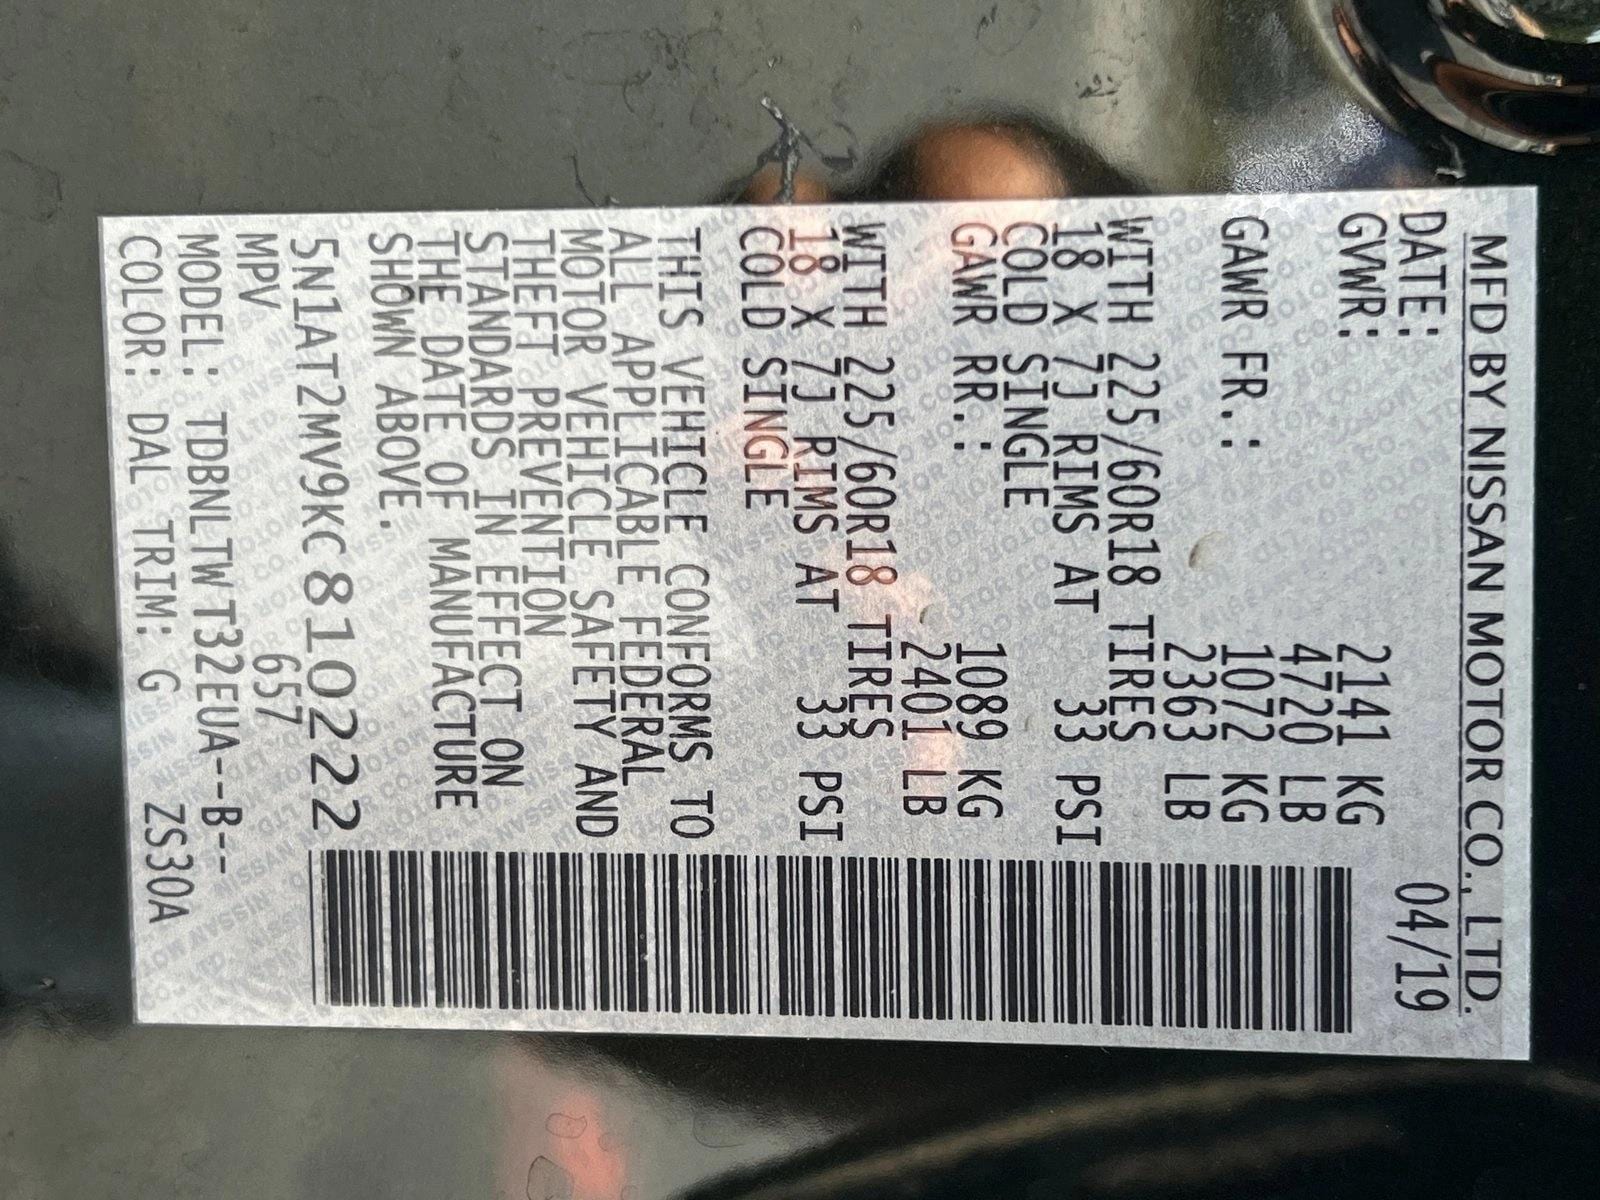 MFD BY NISSAN MOTOR CO., LTD.
DATE: 04/19
GVWR: 2141 KG
4720 LB
GAWR FR.: 1072 KG
2363 LB
WITH 225/60R18 TIRES
18 X 7J RIMS AT 33 PSI
COLD SINGLE
GAWR RR.: 1089 KG
2401 LB
WITH 225/60R18 TIRES
18 X 7J RIMS AT 33 PSI
COLD SINGLE
THIS VEHICLE CONFORMS TO
ALL APPLICABLE FEDERAL
MOTOR VEHICLE SAFETY AND
THEFT PREVENTION
STANDARDS IN EFFECT ON
THE DATE OF MANUFACTURE
SHOWN ABOVE.
5N1AT2MV9KC810222
MPV 657
MODEL: TDBNLTWT32EUA--B--
COLOR: DAL TRIM: G ZS30A